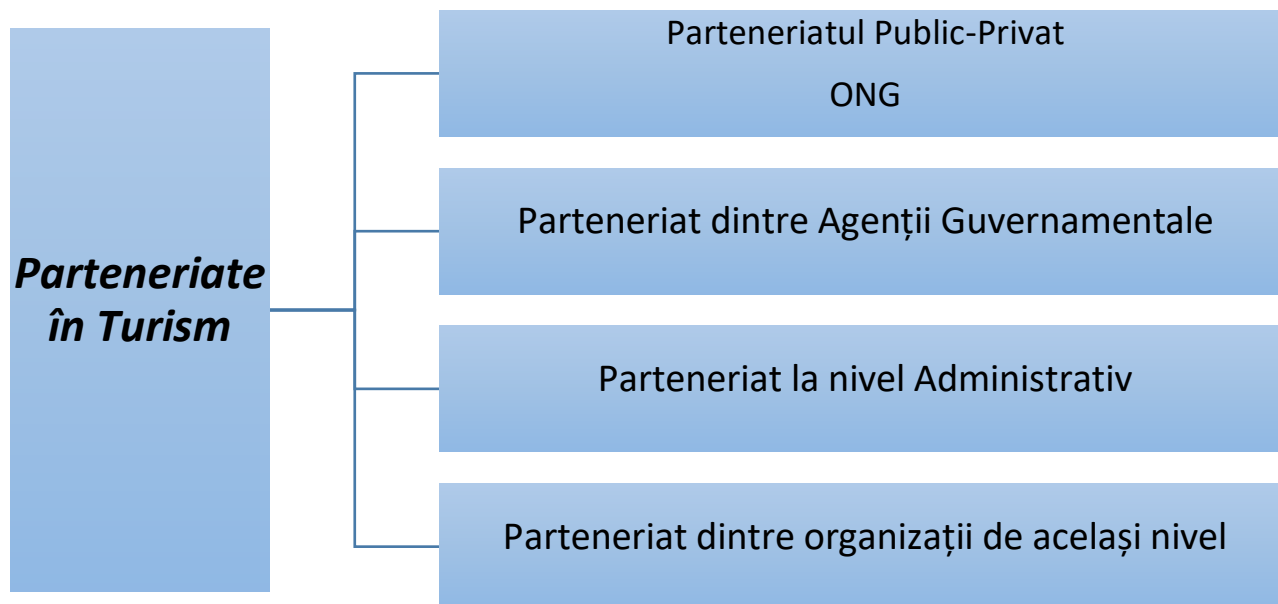 Parteneriate
în Turism
Parteneriatul Public-Privat
ONG
Parteneriat dintre Agenții Guvernamentale
Parteneriat la nivel Administrativ
Parteneriat dintre organizații de același nivel